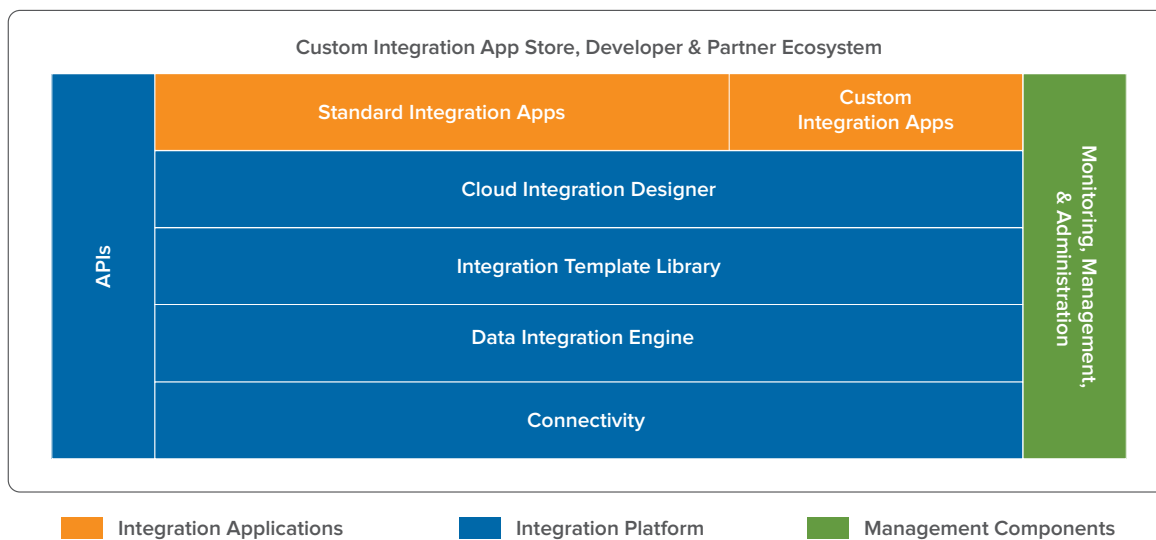 Custom Integration App Store, Developer & Partner Ecosystem
APIs
Standard Integration Apps
Custom
Integration Apps
Cloud Integration Designer
Integration Template Library
Data Integration Engine
Connectivity
Monitoring, Management,
& Administration
Integration Applications
Integration Platform
Management Components